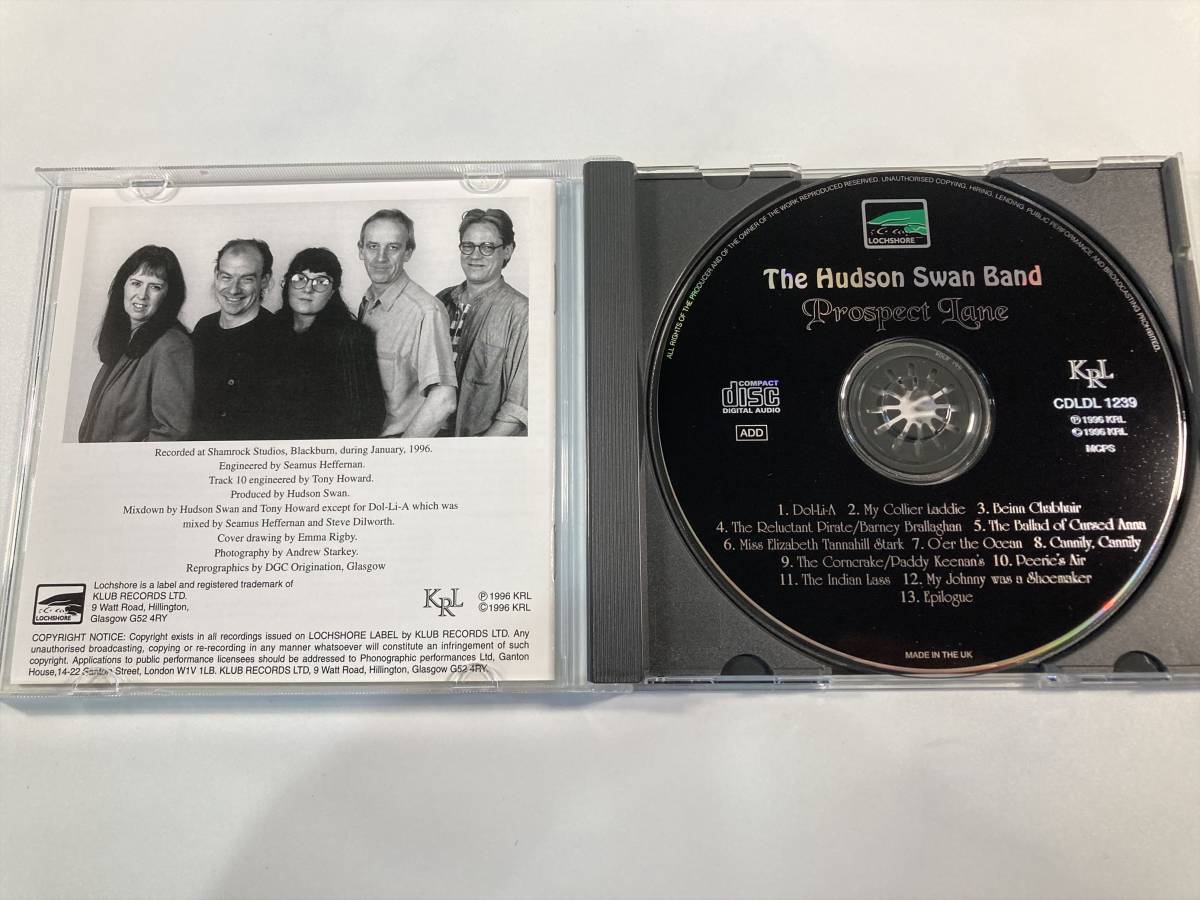 Recorded at Shamrock Studios, Blackburn, during January, 1996.
Engineered by Seamus Heffernan.
Track 10 engineered by Tony Howard.
Produced by Hudson Swan.
Mixdown by Hudson Swan and Tony Howard except for Dol-Li-A which was
mixed by Seamus Heffernan and Steve Dilworth.
Cover drawing by Emma Rigby.
Photography by Andrew Starkey.
Reprographics by DGC Origination, Glasgow
LOCHSHORE
Lochshore is a label and registered trademark of
KLUB RECORDS LTD.
9 Watt Road, Hillington,
Glasgow G52 4RY
KRL
℗ 1996 KRL
© 1996 KRL
COPYRIGHT NOTICE: Copyright exists in all recordings issued on LOCHSHORE LABEL by KLUB RECORDS LTD. Any
unauthorised broadcasting, copying or re-recording in any manner whatsoever will constitute an infringement of such
copyright. Applications to public performance licensees should be addressed to Phonographic performances Ltd, Ganton
House,14-22 Ganton Street, London W1V 1LB. KLUB RECORDS LTD, 9 Watt Road, Hillington, Glasgow G52 4RY.
ALL RIGHTS OF THE PRODUCER AND OF THE OWNER OF THE WORK REPRODUCED RESERVED. UNAUTHORISED COPYING, HIRING, LENDING, PUBLIC PERFORMANCE AND BROADCASTING PROHIBITED.
LOCHSHORE
The Hudson Swan Band
Prospect Lane
COMPACT
disc
DIGITAL AUDIO
ADD
KRL
CDLDL 1239
℗ 1996 KRL
© 1996 KRL
MCPS
1. Dol-Li-A 2. My Collier Laddie 3. Beinn Chabhair
4. The Reluctant Pirate/Barney Brallaghan 5. The Ballad of Cursed Anna
6. Miss Elizabeth Tannahill Stark 7. O'er the Ocean 8. Cannily, Cannily
9. The Corncrake/Paddy Keenan's 10. Peerie's Air
11. The Indian Lass 12. My Johnny was a Shoemaker
13. Epilogue
MADE IN THE UK